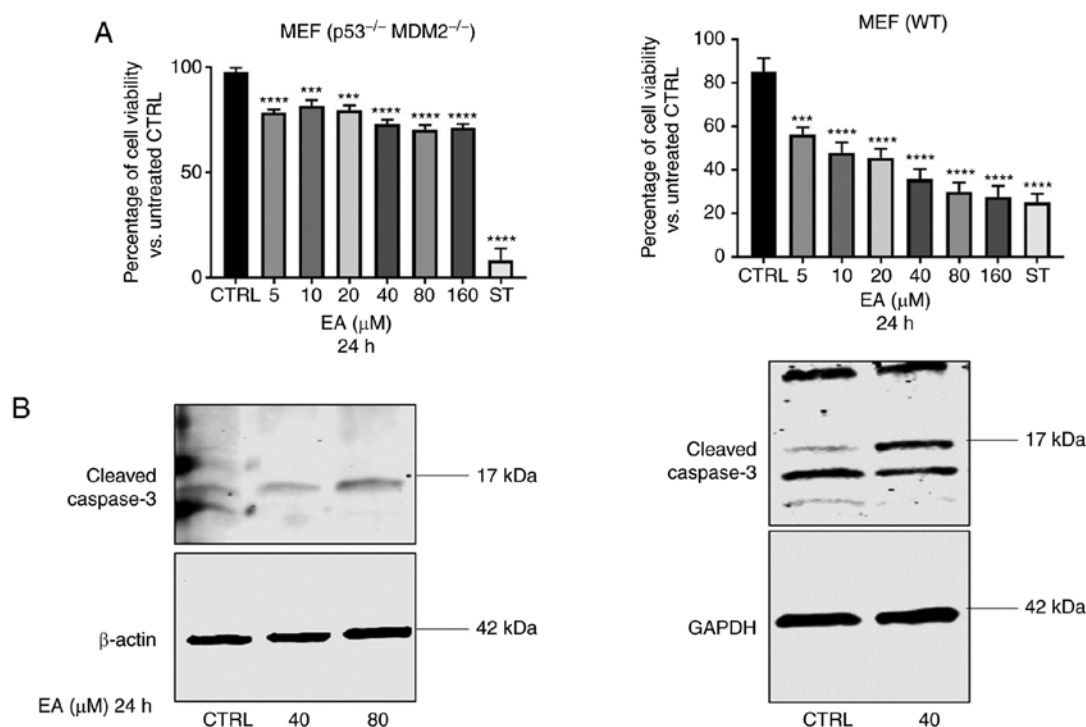 A
MEF (p53⁻/⁻ MDM2⁻/⁻)
Percentage of cell viability
vs. untreated CTRL
100
50
0
****
***
***
****
****
****
****
CTRL 5 10 20 40 80 160 ST
EA (μM)
24 h
MEF (WT)
Percentage of cell viability
vs. untreated CTRL
100
80
60
40
20
0
***
****
****
****
****
****
****
CTRL 5 10 20 40 80 160 ST
EA (μM)
24 h
B
Cleaved
caspase-3
17 kDa
β-actin
42 kDa
EA (μM) 24 h
CTRL 40 80
Cleaved
caspase-3
17 kDa
GAPDH
42 kDa
CTRL 40